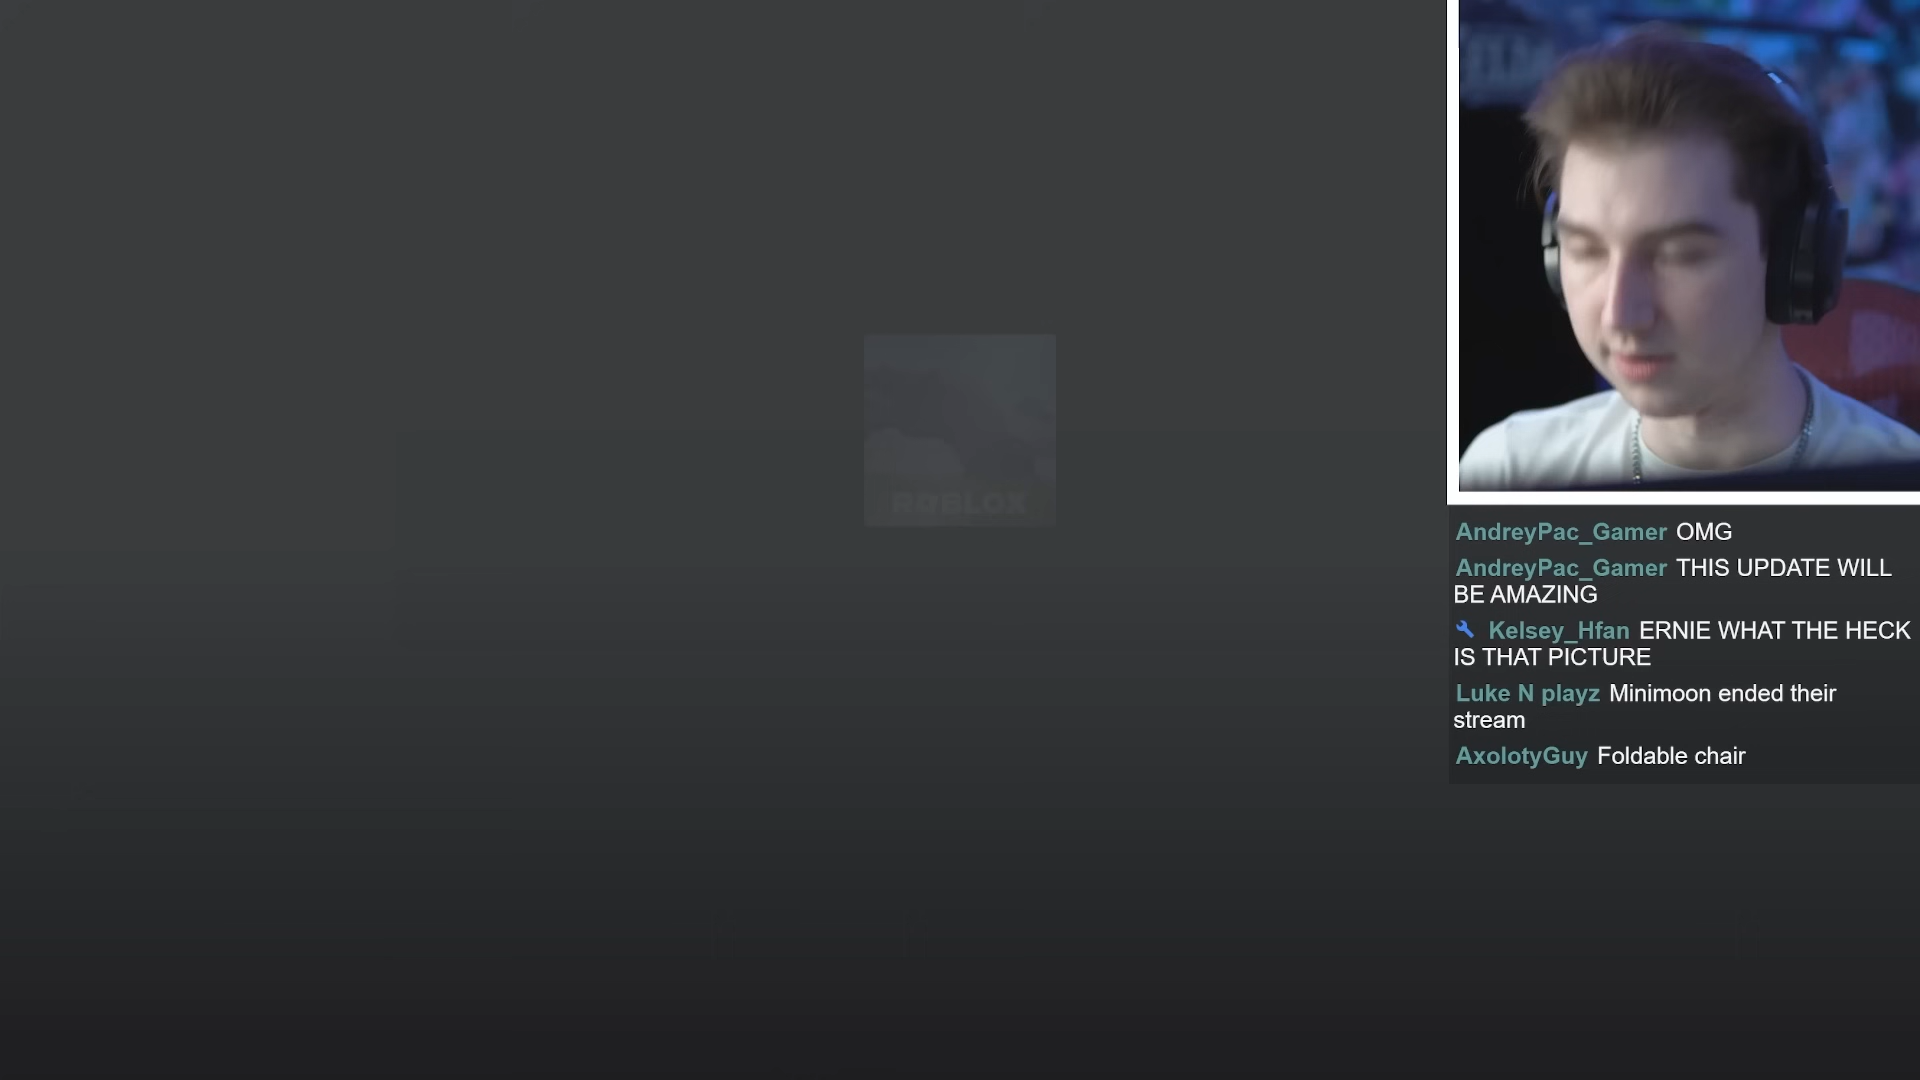 ROBLOX
AndreyPac_Gamer OMG
AndreyPac_Gamer THIS UPDATE WILL
BE AMAZING
Kelsey_Hfan ERNIE WHAT THE HECK
IS THAT PICTURE
Luke N playz Minimoon ended their
stream
AxolotyGuy Foldable chair